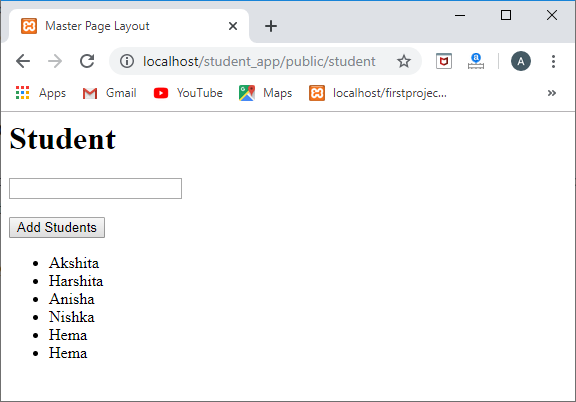 Master Page Layout
localhost/student_app/public/student
A
Apps Gmail YouTube Maps localhost/firstprojec... »
Student
Add Students
Akshita
Harshita
Anisha
Nishka
Hema
Hema